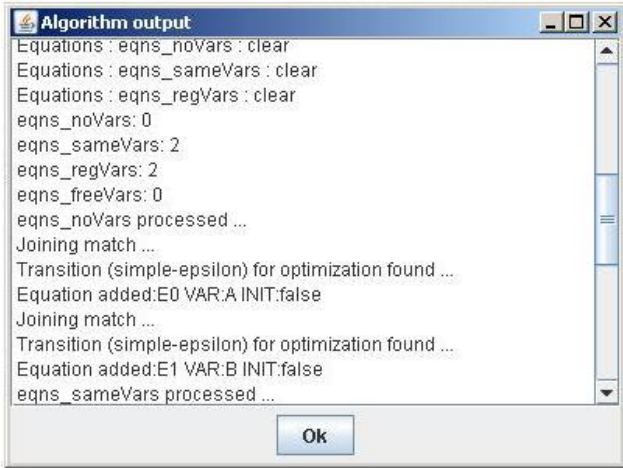 Algorithm output
Equations : eqns_noVars : clear
Equations : eqns_sameVars : clear
Equations : eqns_regVars : clear
eqns_noVars: 0
eqns_sameVars: 2
eqns_regVars: 2
eqns_freeVars: 0
eqns_noVars processed ...
Joining match ...
Transition (simple-epsilon) for optimization found ...
Equation added:E0 VAR:A INIT:false
Joining match ...
Transition (simple-epsilon) for optimization found ...
Equation added:E1 VAR:B INIT:false
eqns_sameVars processed ...
Ok